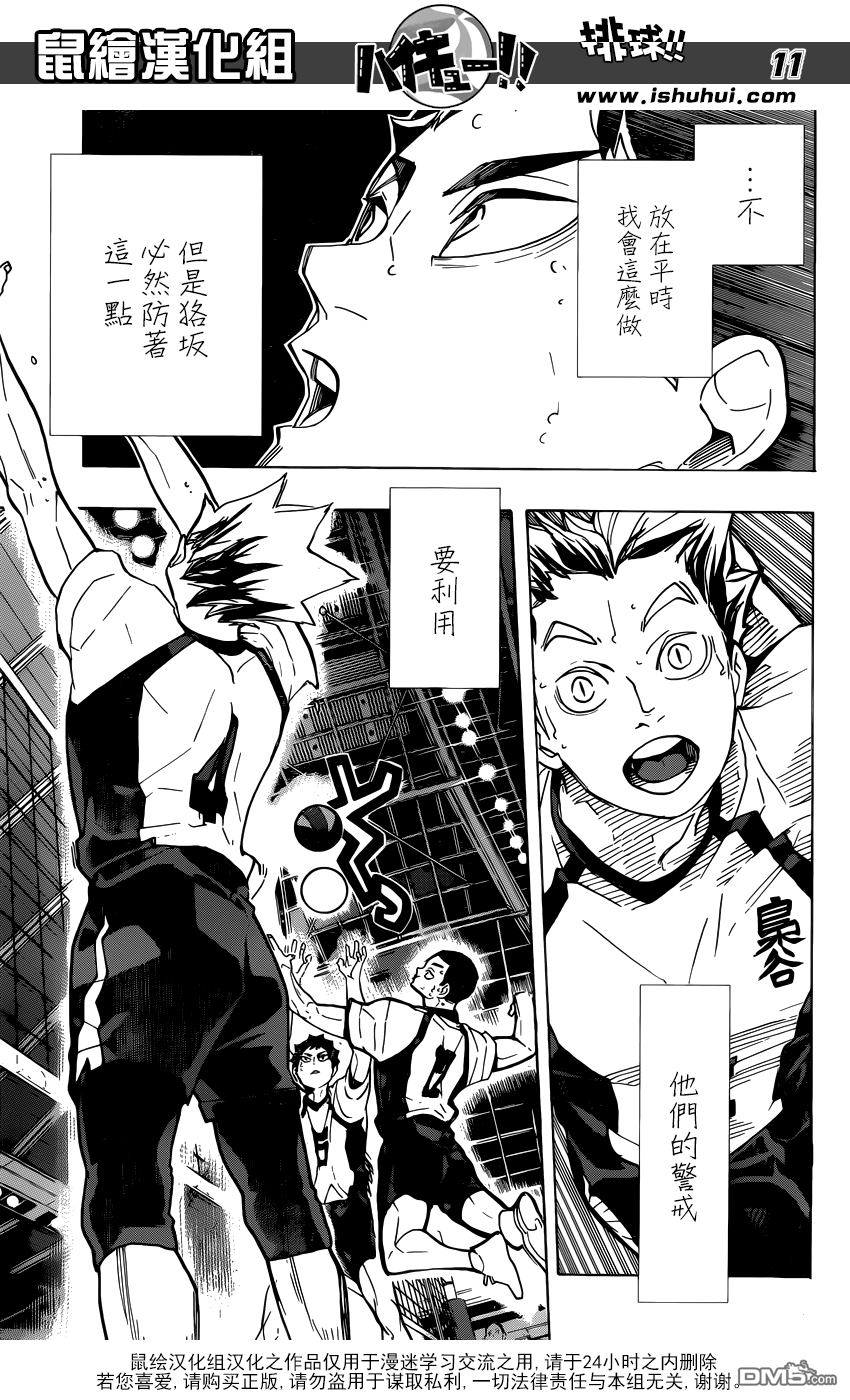 鼠繪漢化組
ハイキュー!!
排球!!
11
www.ishuhui.com
…不
放在平時
我會這麼做
但是狢坂
必然防著
這一點
要利用
梟谷
他們的警戒
鼠绘汉化组汉化之作品仅用于漫迷学习交流之用,请于24小时之内删除
若您喜爱,请购买正版,请勿盗用于谋取私利,一切法律责任与本组无关,谢谢。
DM5.com